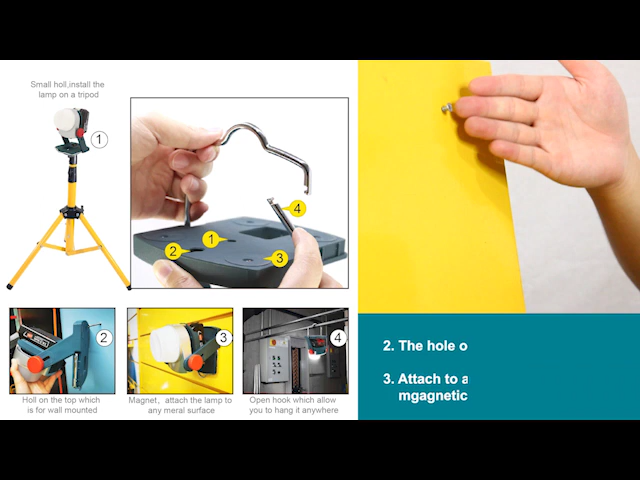 Small holl,install the
lamp on a tripod
1
4
1
2
3
2
3
4
Holl on the top which
is for wall mounted
Magnet, attach the lamp to
any meral surface
Open hook which allow
you to hang it anywhere
2. The hole o
3. Attach to a
mgagnetic